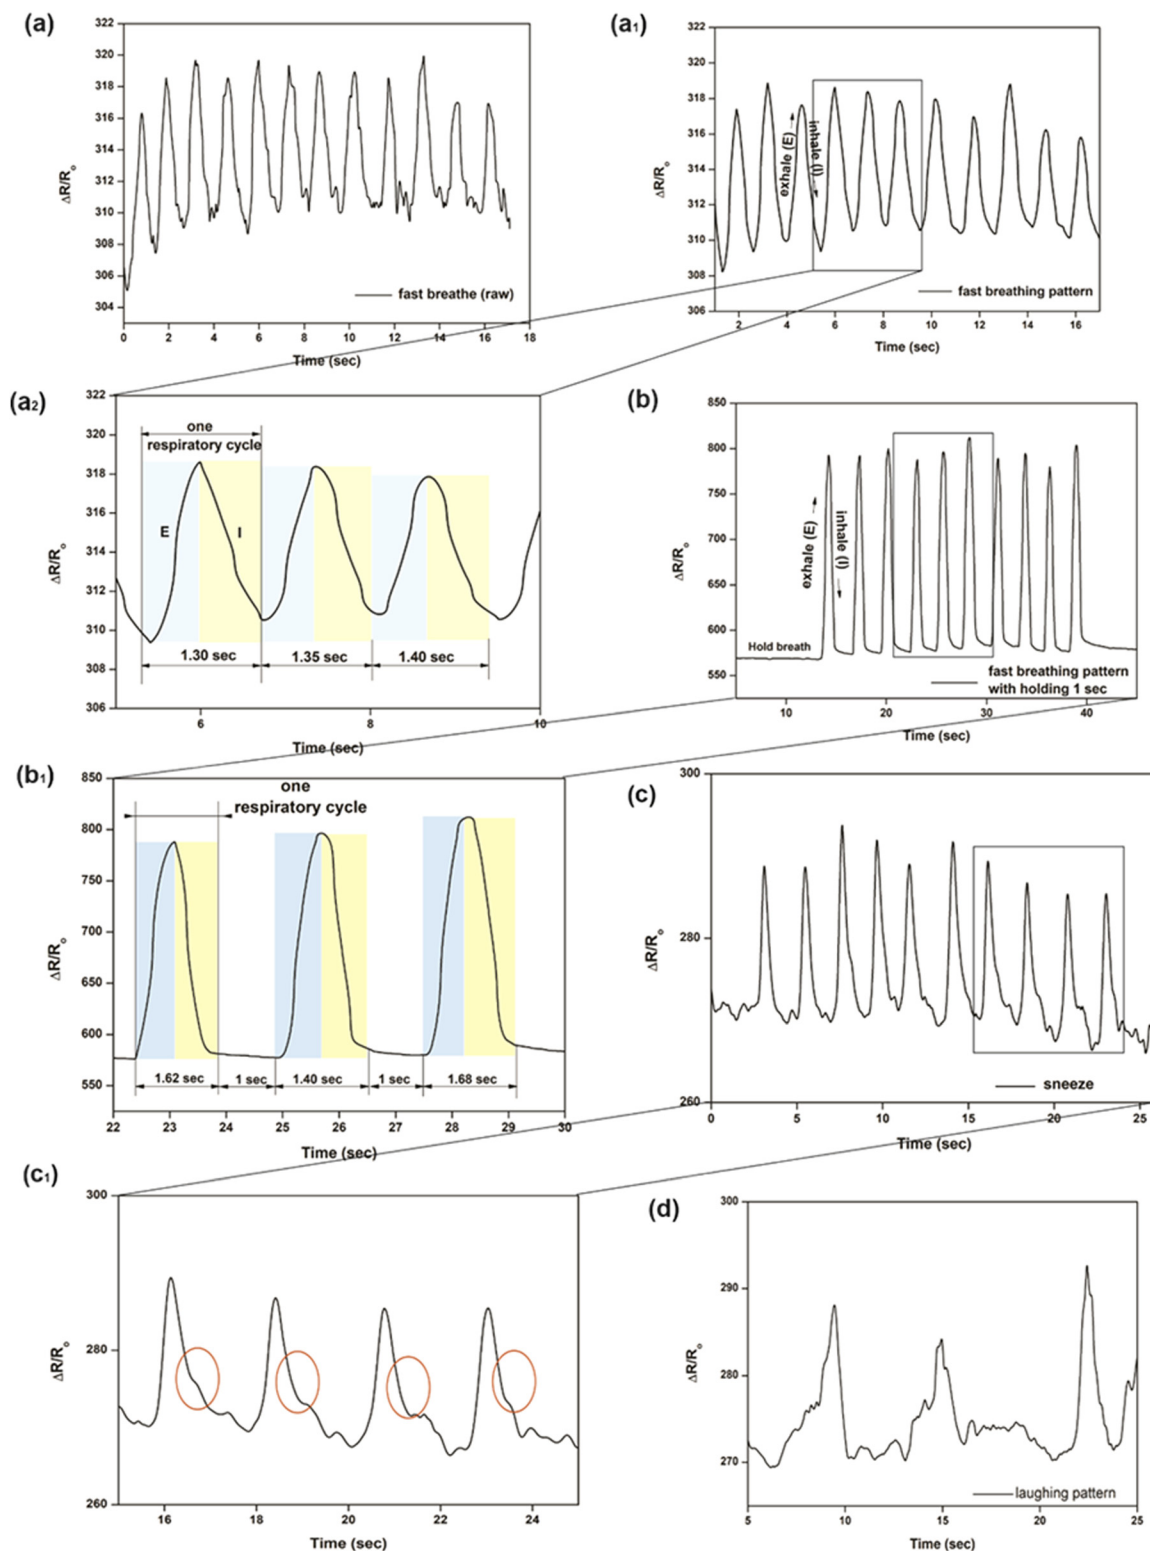 (a)
322
320
318
316
314
312
310
308
306
304
ΔR/R₀
0 2 4 6 8 10 12 14 16 18
Time (sec)
fast breathe (raw)
(a₁)
322
320
318
316
314
312
310
308
306
ΔR/R₀
exhale (E)
inhale (I)
2 4 6 8 10 12 14 16
Time (sec)
fast breathing pattern
(a₂)
322
320
318
316
314
312
310
308
306
ΔR/R₀
one
respiratory cycle
E
I
1.30 sec
1.35 sec
1.40 sec
6 8 10
Time (sec)
(b)
850
800
750
700
650
600
550
ΔR/R₀
exhale (E)
inhale (I)
Hold breath
fast breathing pattern
with holding 1 sec
10 20 30 40
Time (sec)
(b₁)
850
800
750
700
650
600
550
ΔR/R₀
one
respiratory cycle
1.62 sec
1 sec
1.40 sec
1 sec
1.68 sec
22 23 24 25 26 27 28 29 30
Time (sec)
(c)
300
280
260
ΔR/R₀
sneeze
0 5 10 15 20 25
Time (sec)
(c₁)
300
280
260
ΔR/R₀
16 18 20 22 24
Time (sec)
(d)
300
290
280
270
ΔR/R₀
laughing pattern
5 10 15 20 25
Time (sec)